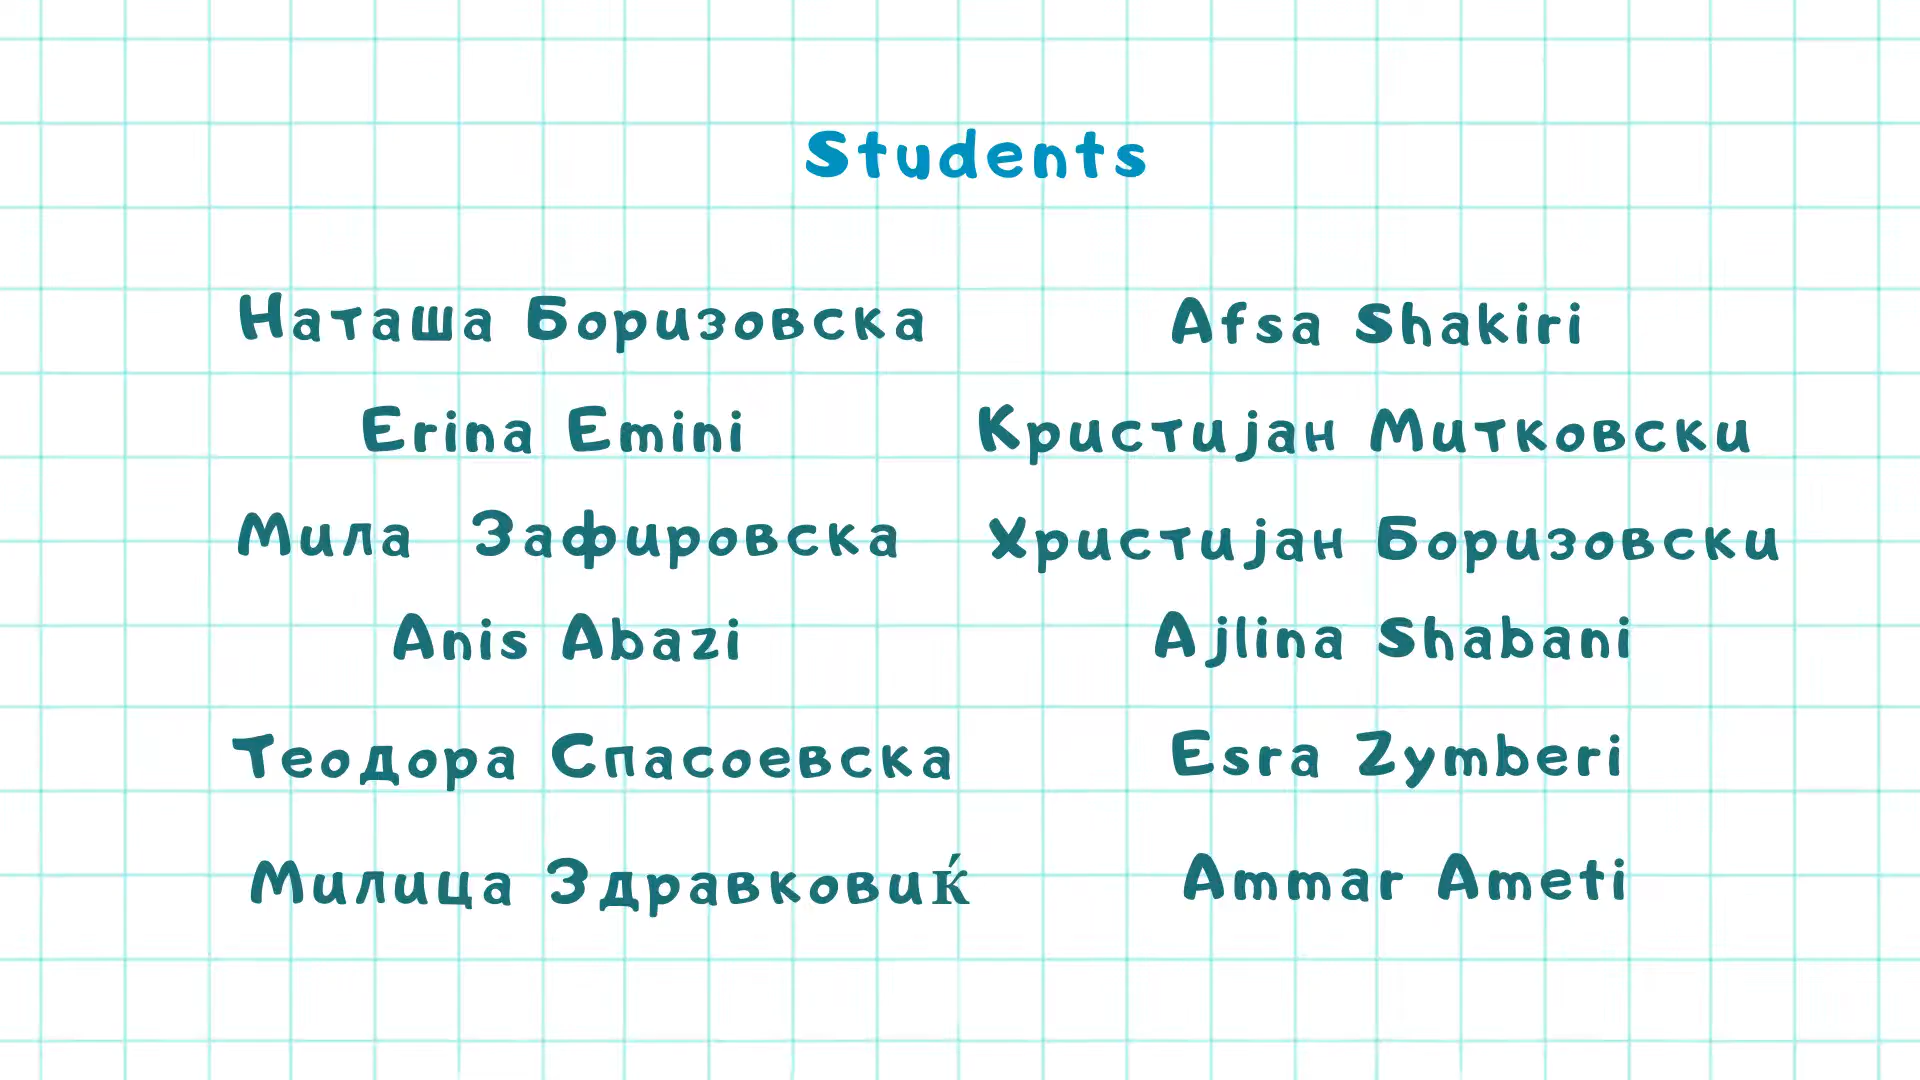 Students
Наташа Боризовска
Erina Emini
Мила Зафировска
Anis Abazi
Теодора Спасоевска
Милица Здравковиќ
Afsa Shakiri
Кристијан Митковски
Христијан Боризовски
Ajlina Shabani
Esra Zymberi
Ammar Ameti